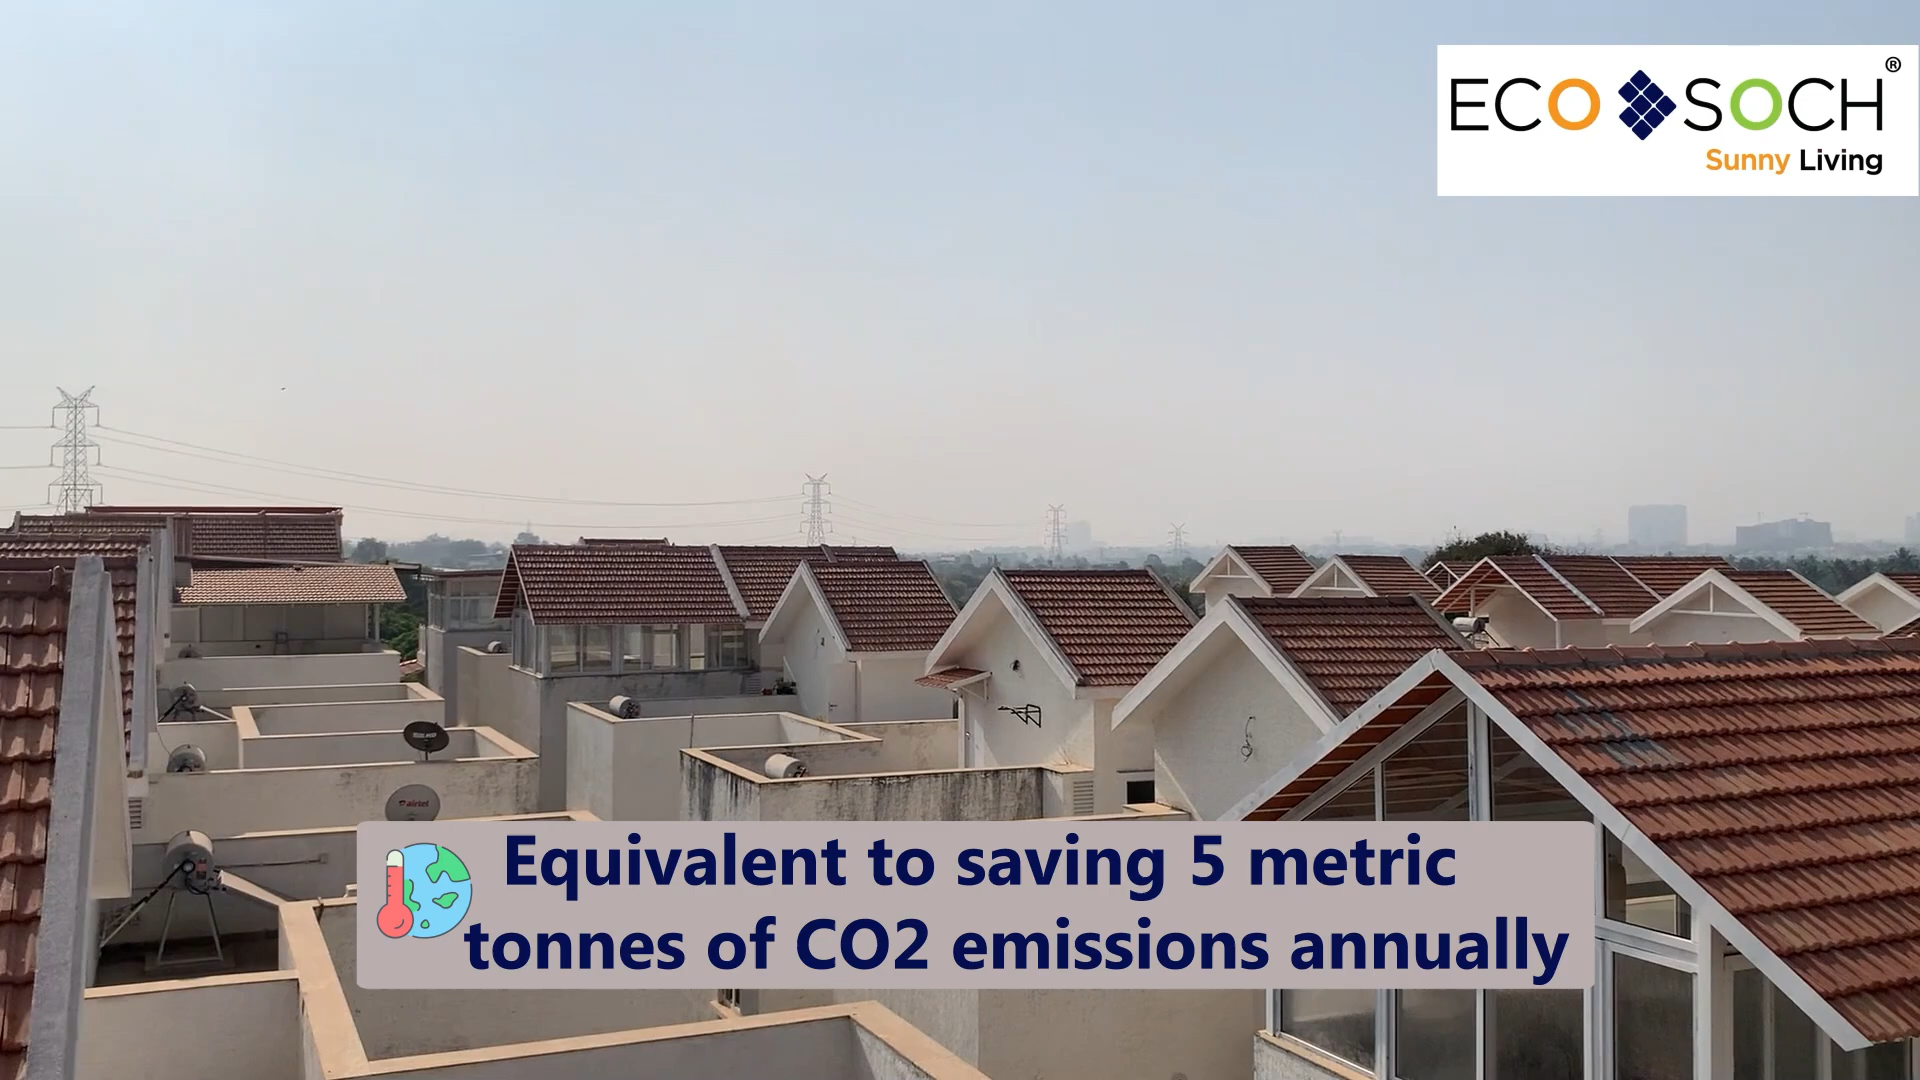 ECO SOCH®
Sunny Living
airtel
Equivalent to saving 5 metric
tonnes of CO2 emissions annually